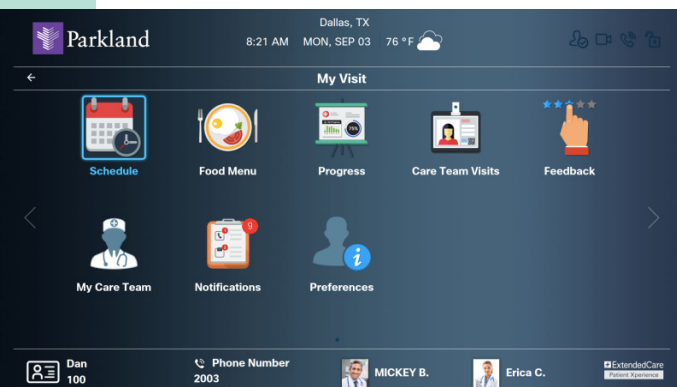 Dallas, TX
Parkland
8:21 AM MON, SEP 03 76 °F
My Visit
Schedule Food Menu Progress Care Team Visits Feedback
9
My Care Team Notifications Preferences
Dan
100
Phone Number
2003
MICKEY B.
Erica C.
ExtendedCare
Patient Xperience